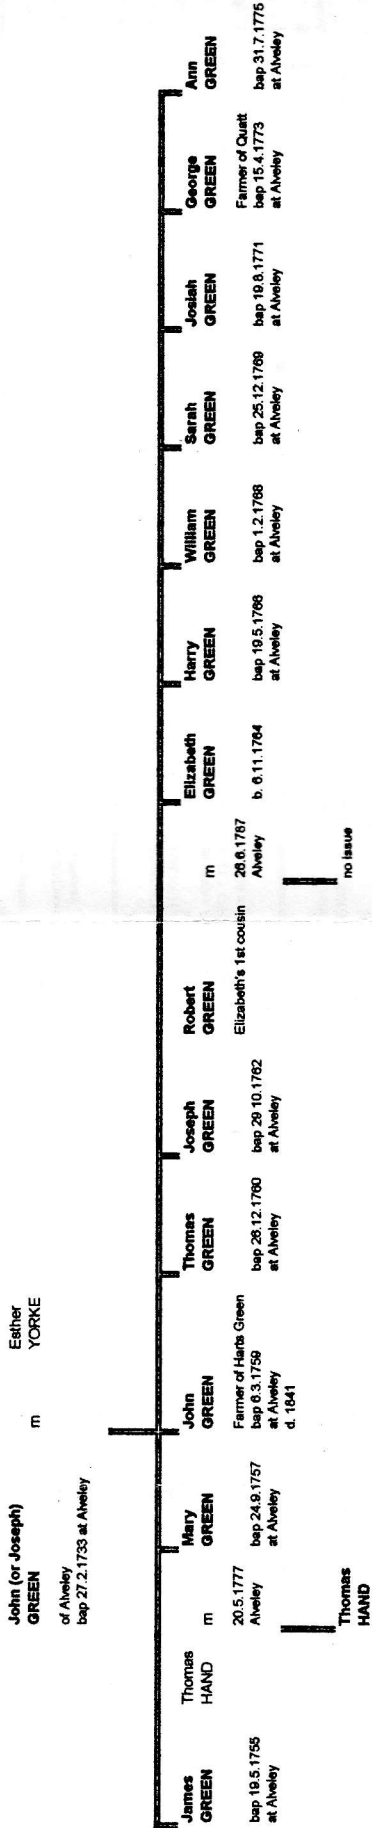 John (or Joseph)
GREEN
m
Esther
YORKE
of Alveley
bap 27.2.1733 at Alveley
James
GREEN
bap 19.5.1755
at Alveley
Thomas
HAND
m
20.5.1777
Alveley
Thomas
HAND
Mary
GREEN
bap 24.9.1757
at Alveley
John
GREEN
Farmer of Harts Green
bap 6.3.1759
at Alveley
d. 1841
Thomas
GREEN
bap 26.12.1760
at Alveley
Joseph
GREEN
bap 29 10.1762
at Alveley
Robert
GREEN
Elizabeth's 1st cousin
m
26.6.1787
Alveley
no issue
Elizabeth
GREEN
b. 6.11.1764
Harry
GREEN
bap 19.5.1766
at Alveley
William
GREEN
bap 1.2.1768
at Alveley
Sarah
GREEN
bap 25.12.1769
at Alveley
Josiah
GREEN
bap 19.8.1771
at Alveley
George
GREEN
Farmer of Quatt
bap 15.4.1773
at Alveley
Ann
GREEN
bap 31.7.1775
at Alveley